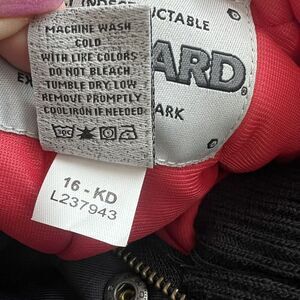 MACHINE WASH
COLD
WITH LIKE COLORS
DO NOT BLEACH
TUMBLE DRY LOW
REMOVE PROMPTLY
COOL IRON IF NEEDED
CTABLE
ARD®
ARK
16 - KD
L237943